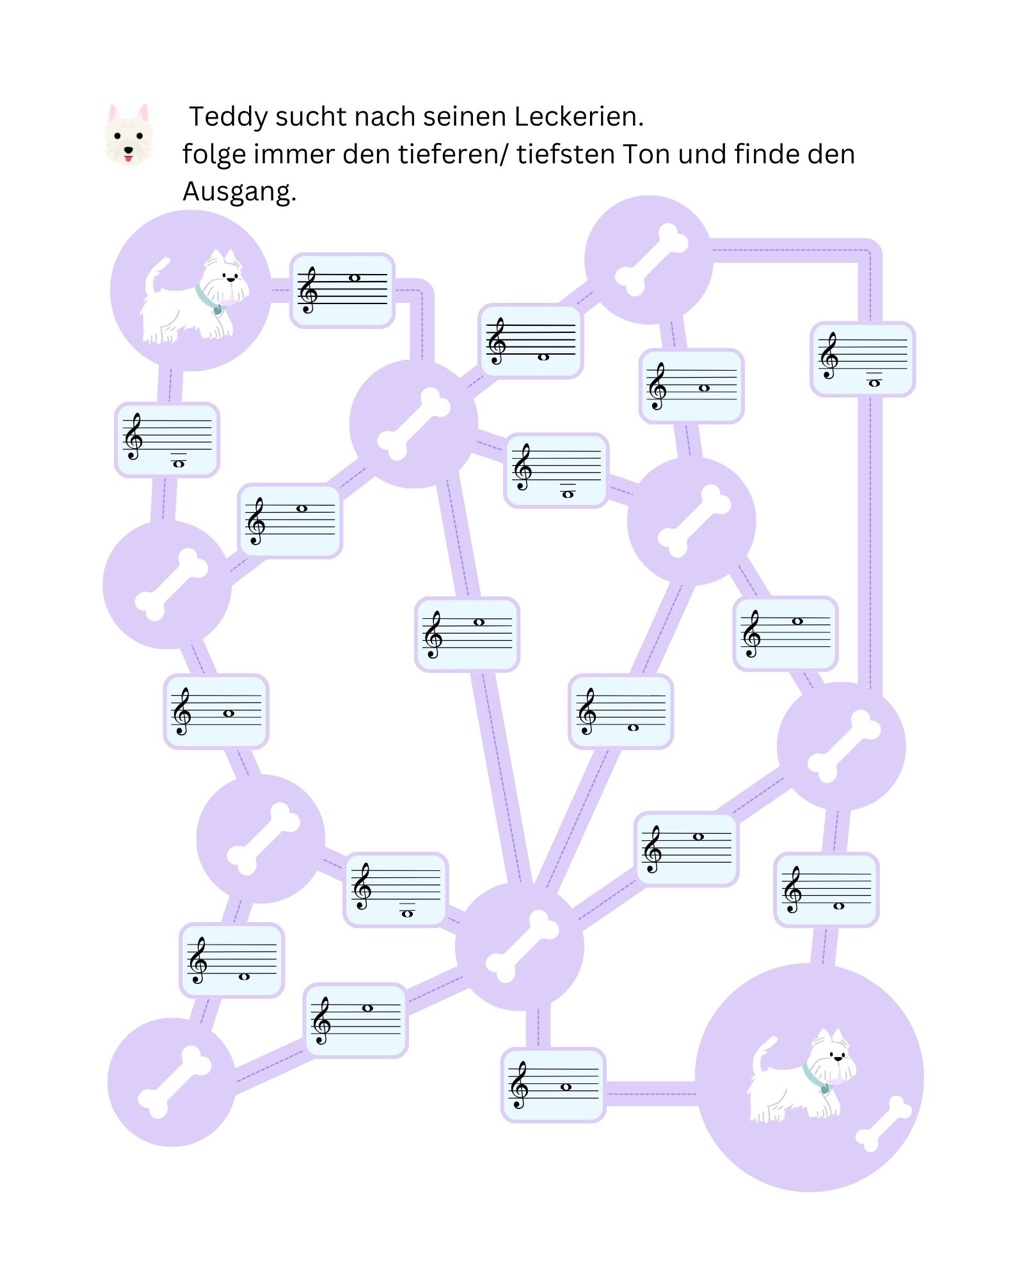 Teddy sucht nach seinen Leckerien.
folge immer den tieferen/ tiefsten Ton und finde den
Ausgang.